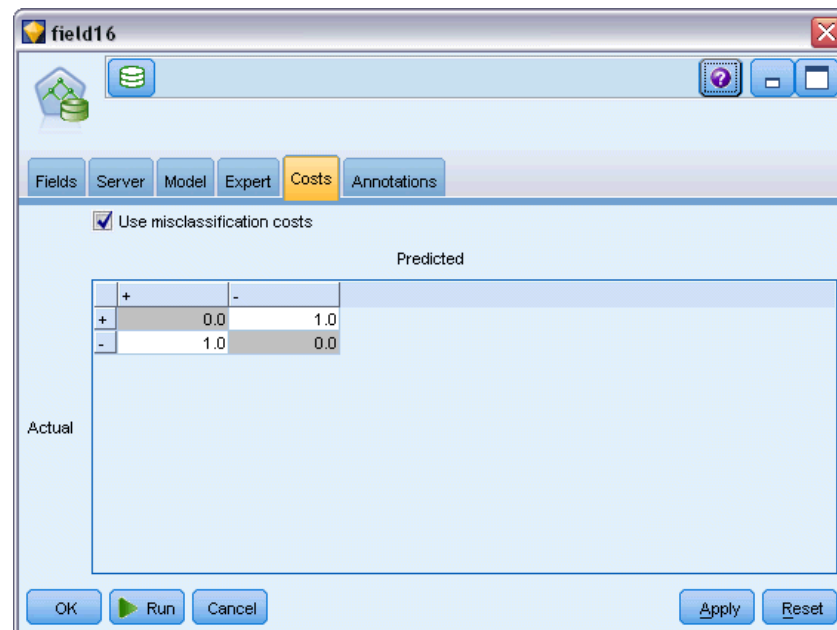 field16
Fields Server Model Expert Costs Annotations
Use misclassification costs
Predicted
+ -
+ 0.0 1.0
- 1.0 0.0
Actual
OK Run Cancel Apply Reset